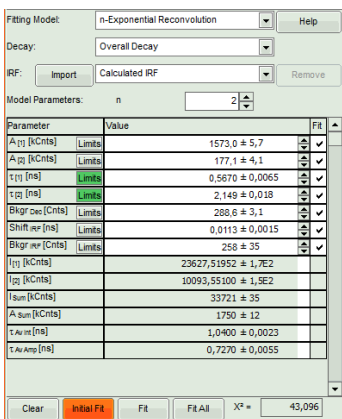 Fitting Model: n-Exponential Reconvolution Help
Decay: Overall Decay
IRF: Import Calculated IRF Remove
Model Parameters: n 2
Parameter Value Fit
A [1] [kCnts] Limits 1573,0 ± 5,7
A [2] [kCnts] Limits 177,1 ± 4,1
τ [1] [ns] Limits 0,5670 ± 0,0065
τ [2] [ns] Limits 2,149 ± 0,018
Bkgr Dec [Cnts] Limits 288,6 ± 3,1
Shift IRF [ns] Limits 0,0113 ± 0,0015
Bkgr IRF [Cnts] Limits 258 ± 35
I [1] [kCnts] 23627,51952 ± 1,7E2
I [2] [kCnts] 10093,55100 ± 1,5E2
I Sum [kCnts] 33721 ± 35
A Sum [kCnts] 1750 ± 12
τ Av Int [ns] 1,0400 ± 0,0023
τ Av Amp [ns] 0,7270 ± 0,0055
Clear Initial Fit Fit Fit All X² = 43,096